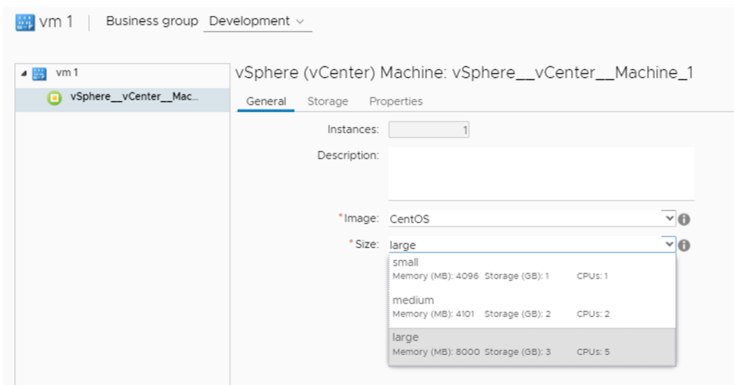 vm 1 | Business group Development
vm 1
vSphere__vCenter__Mac...
vSphere (vCenter) Machine: vSphere__vCenter__Machine_1
General Storage Properties
Instances: 1
Description:
*Image: CentOS
*Size: large
small
Memory (MB): 4096 Storage (GB): 1 CPUs: 1
medium
Memory (MB): 4101 Storage (GB): 2 CPUs: 2
large
Memory (MB): 8000 Storage (GB): 3 CPUs: 5